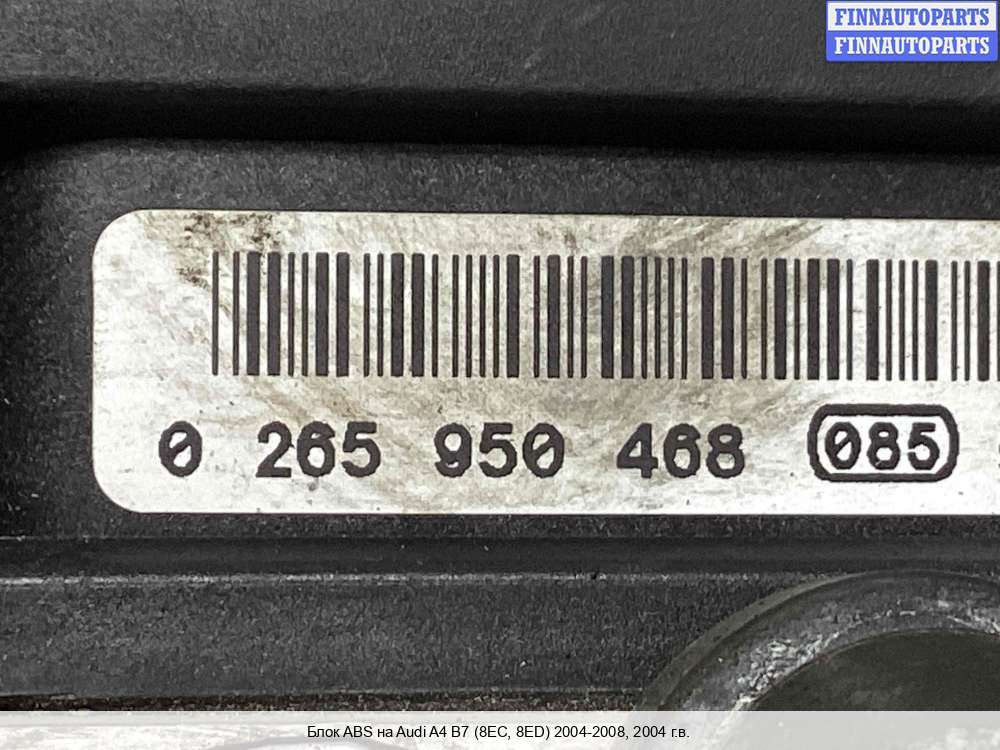 FINNAUTOPARTS
FINNAUTOPARTS
0 265 950 468 085
Блок ABS на Audi A4 B7 (8EC, 8ED) 2004-2008, 2004 г.в.